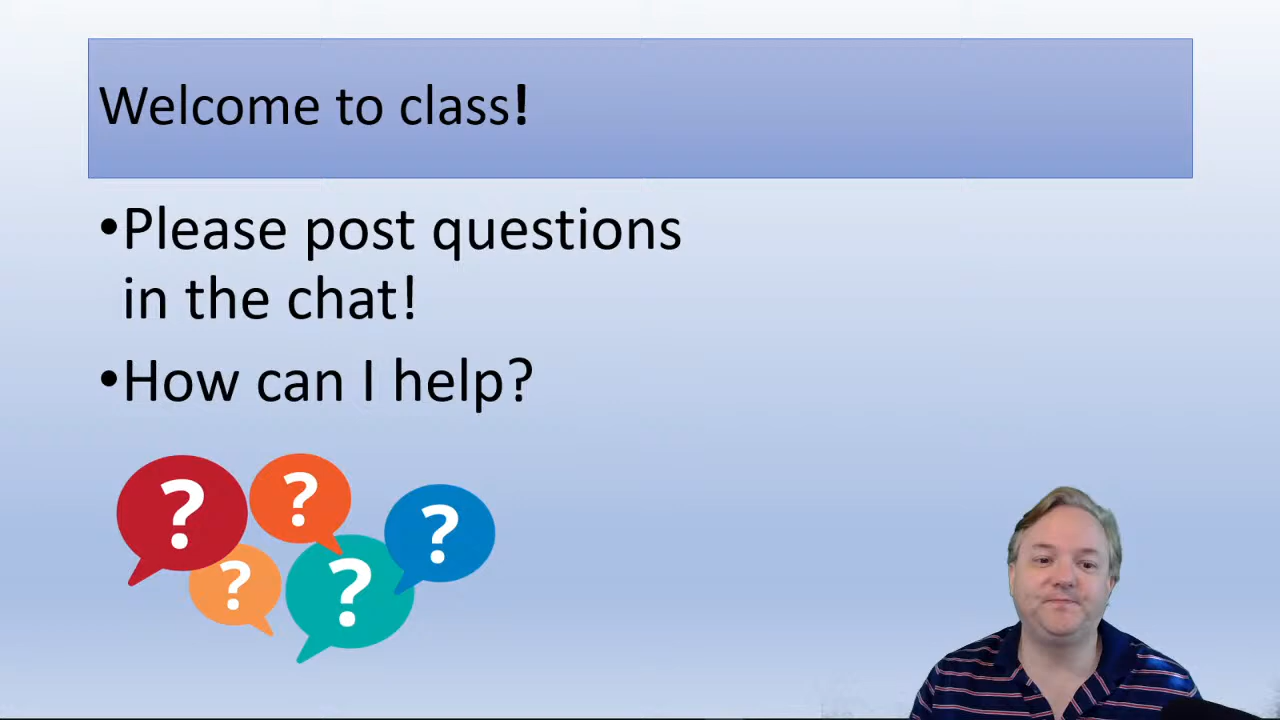 Welcome to class!
•Please post questions
in the chat!
•How can I help?
? ? ?
? ?